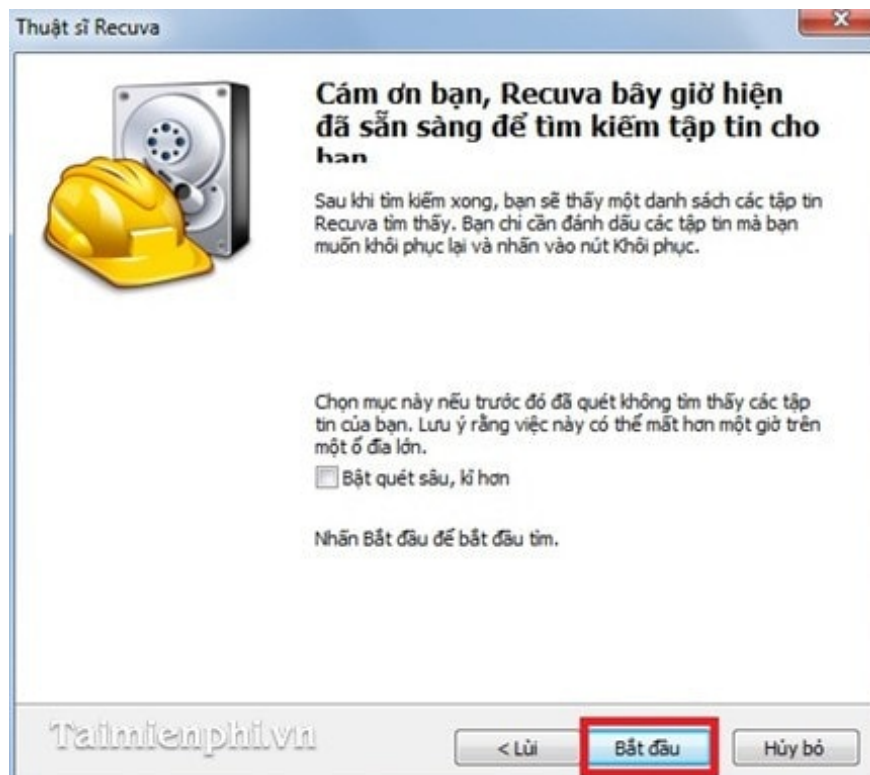 Thuật sĩ Recuva
Cám ơn bạn, Recuva bây giờ hiện
đã sẵn sàng để tìm kiếm tập tin cho
bạn
Sau khi tìm kiếm xong, bạn sẽ thấy một danh sách các tập tin
Recuva tìm thấy. Bạn chỉ cần đánh dấu các tập tin mà bạn
muốn khôi phục lại và nhấn vào nút Khôi phục.
Chọn mục này nếu trước đó đã quét không tìm thấy các tập
tin của bạn. Lưu ý rằng việc này có thể mất hơn một giờ trên
một ổ đĩa lớn.
Bật quét sâu, kĩ hơn
Nhấn Bắt đầu để bắt đầu tìm.
Taimienphi.vn
< Lùi
Bắt đầu
Hủy bỏ